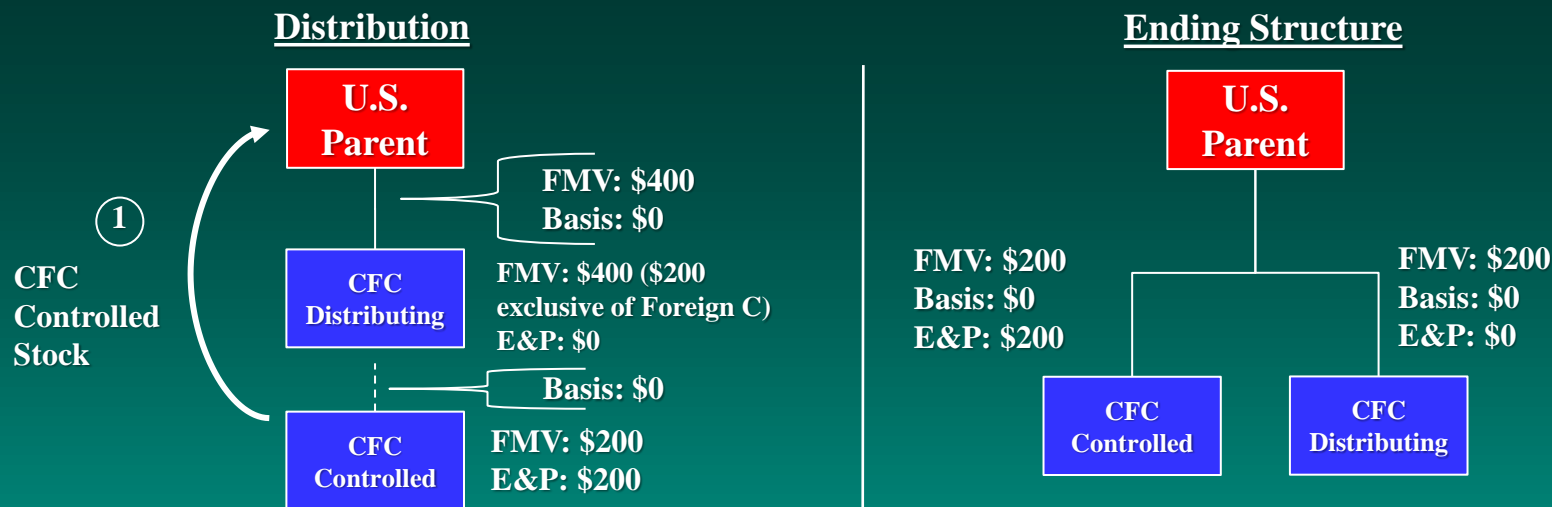 Distribution
U.S.
Parent
1
CFC
Controlled
Stock
FMV: $400
Basis: $0
CFC
Distributing
FMV: $400 ($200
exclusive of Foreign C)
E&P: $0
Basis: $0
CFC
Controlled
FMV: $200
E&P: $200
Ending Structure
U.S.
Parent
FMV: $200
Basis: $0
E&P: $200
FMV: $200
Basis: $0
E&P: $0
CFC
Controlled
CFC
Distributing